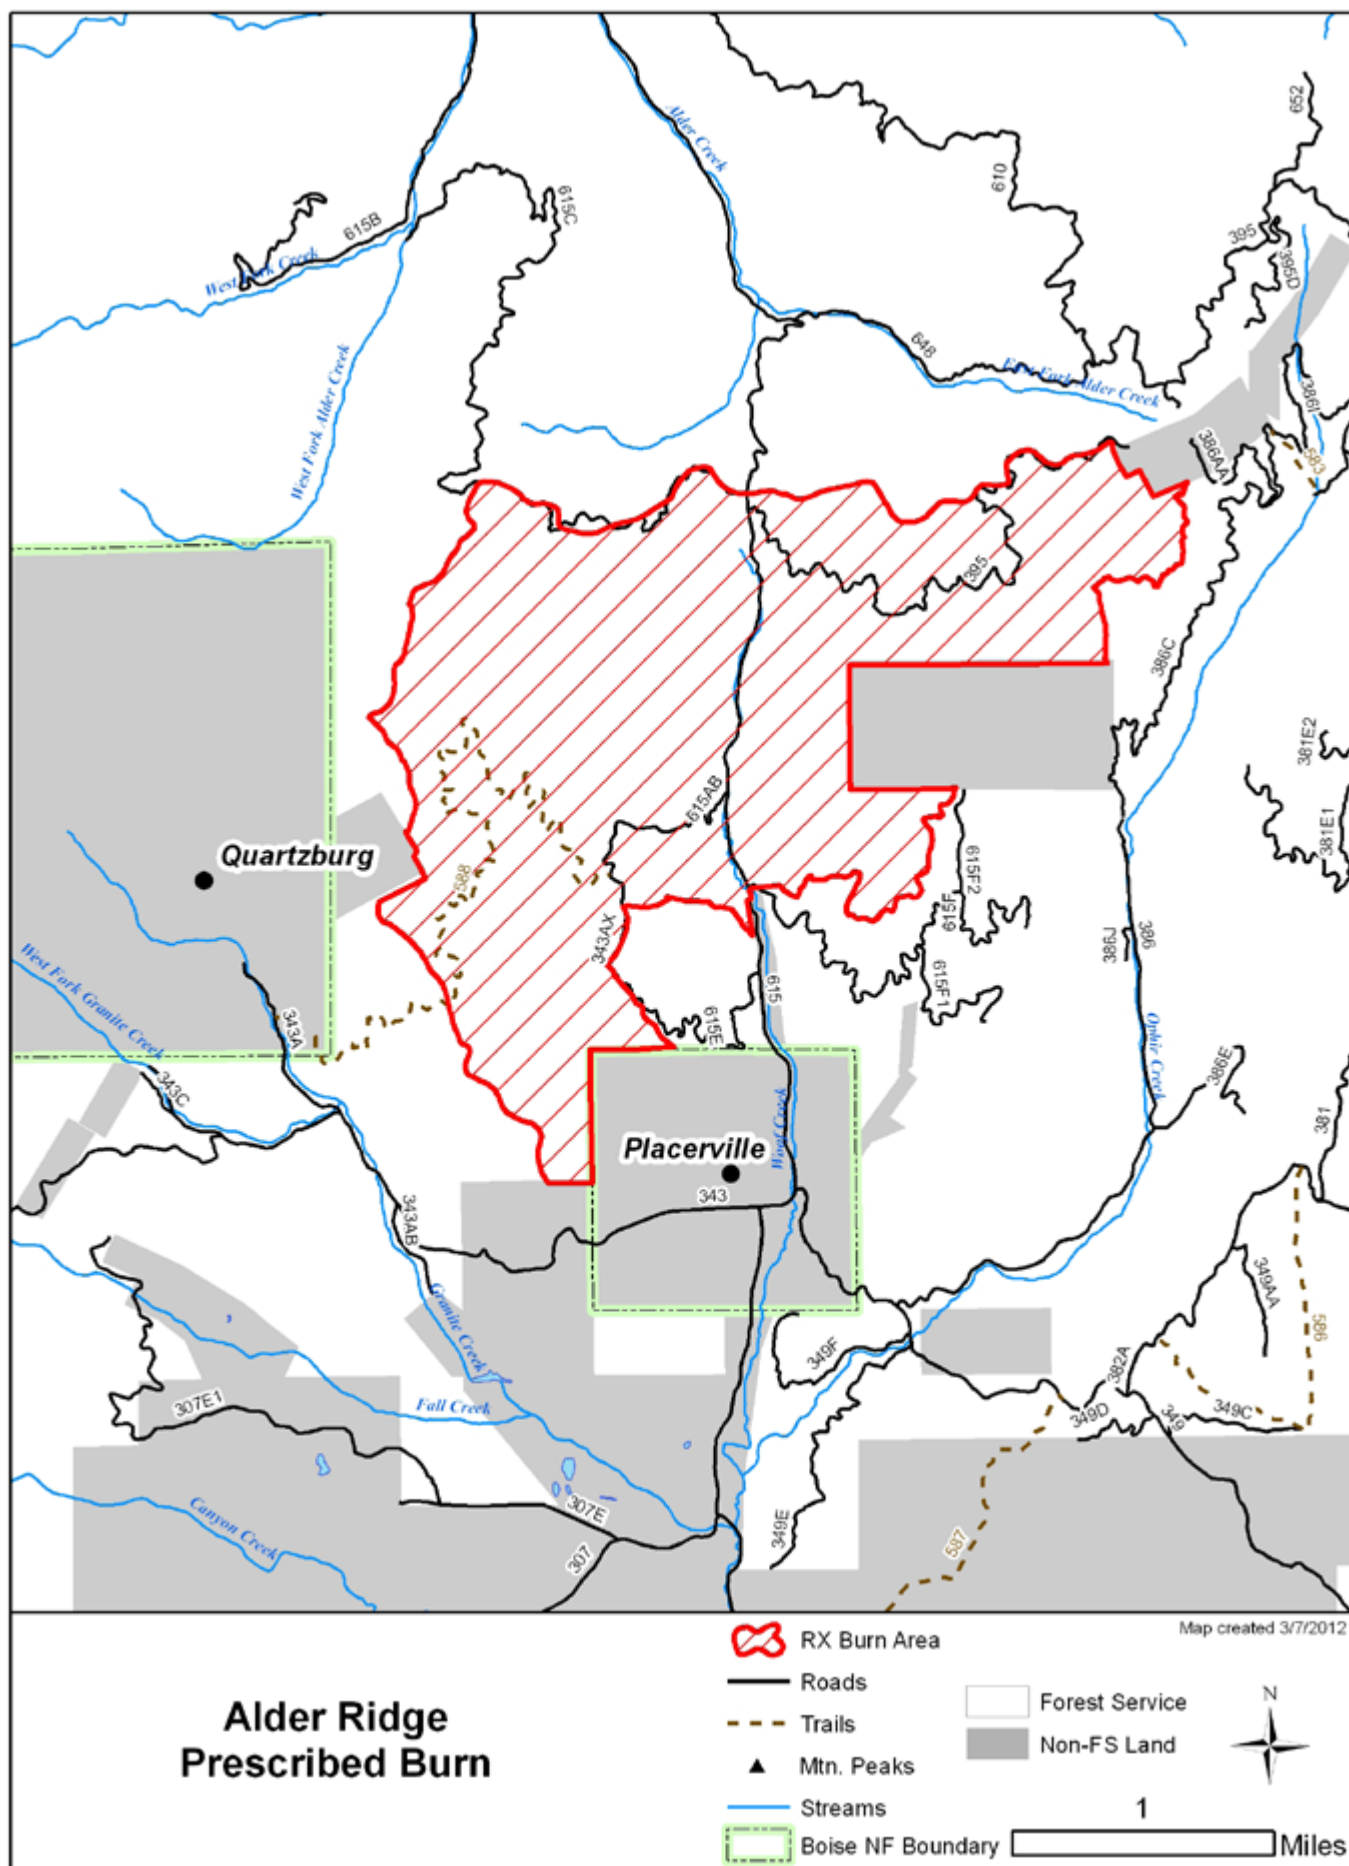 652
Alder Creek
610
615C
615B
395
West Fork Creek
395D
648
East Fork Alder Creek
West Fork Alder Creek
386I
386AA
583
395
386C
381E2
615AB
381E1
Quartzburg
588
615F2
615F
343AX
386J
386
West Fork Granite Creek
615
615F1
343A
615E
Ophir Creek
343C
386E
Woof Creek
381
Placerville
343
343AB
349AA
Granite Creek
586
349F
382A
307E1
Fall Creek
349D
349
349C
Canyon Creek
307E
349E
587
307
Map created 3/7/2012
Alder Ridge
Prescribed Burn
RX Burn Area
Roads
Trails
Mtn. Peaks
Streams
Boise NF Boundary
Forest Service
Non-FS Land
N
1
Miles